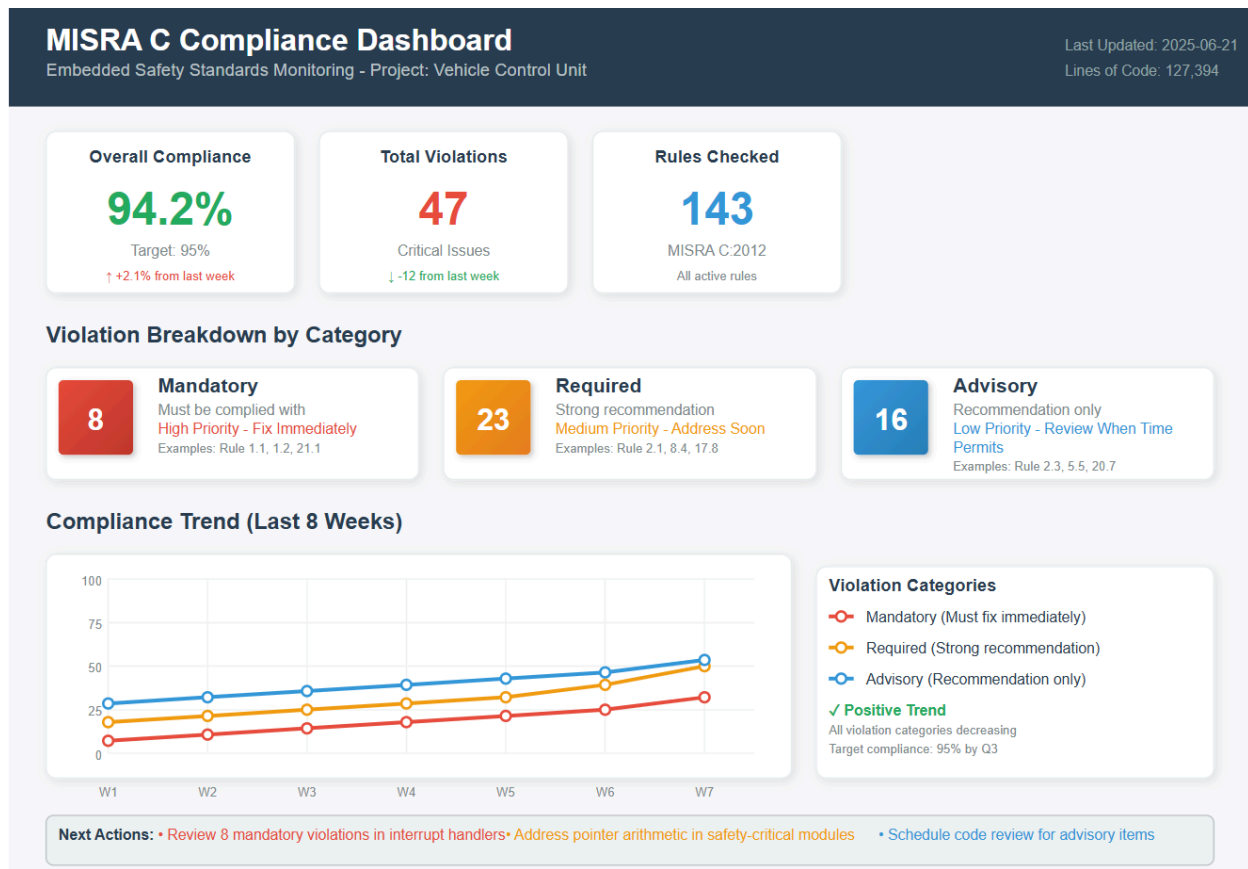 MISRA C Compliance Dashboard
Embedded Safety Standards Monitoring - Project: Vehicle Control Unit
Last Updated: 2025-06-21
Lines of Code: 127,394
Overall Compliance
94.2%
Target: 95%
↑ +2.1% from last week
Total Violations
47
Critical Issues
↓ -12 from last week
Rules Checked
143
MISRA C:2012
All active rules
Violation Breakdown by Category
8
Mandatory
Must be complied with
High Priority - Fix Immediately
Examples: Rule 1.1, 1.2, 21.1
23
Required
Strong recommendation
Medium Priority - Address Soon
Examples: Rule 2.1, 8.4, 17.8
16
Advisory
Recommendation only
Low Priority - Review When Time
Permits
Examples: Rule 2.3, 5.5, 20.7
Compliance Trend (Last 8 Weeks)
100
75
50
25
0
W1 W2 W3 W4 W5 W6 W7
Violation Categories
Mandatory (Must fix immediately)
Required (Strong recommendation)
Advisory (Recommendation only)
✓ Positive Trend
All violation categories decreasing
Target compliance: 95% by Q3
Next Actions: • Review 8 mandatory violations in interrupt handlers• Address pointer arithmetic in safety-critical modules • Schedule code review for advisory items